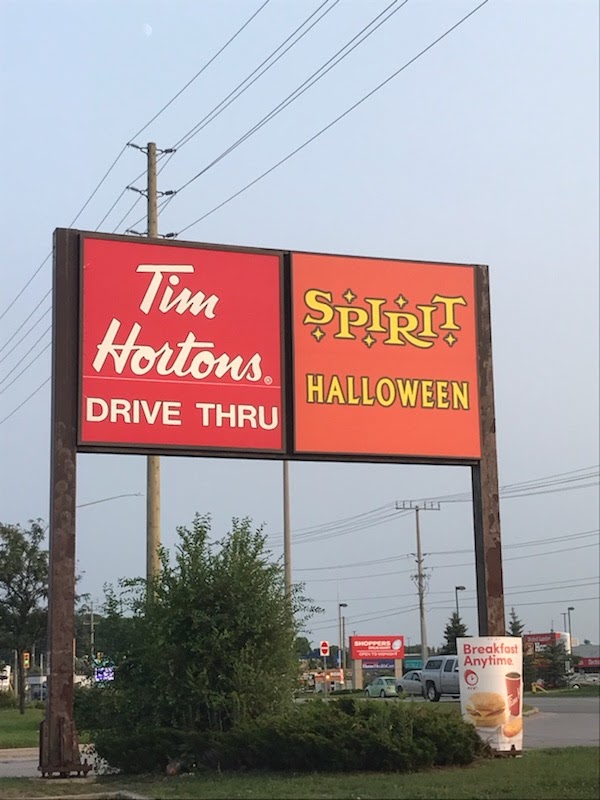 Tim
Hortons®
DRIVE THRU
SPIRIT
HALLOWEEN
SHOPPERS
Breakfast
Anytime.